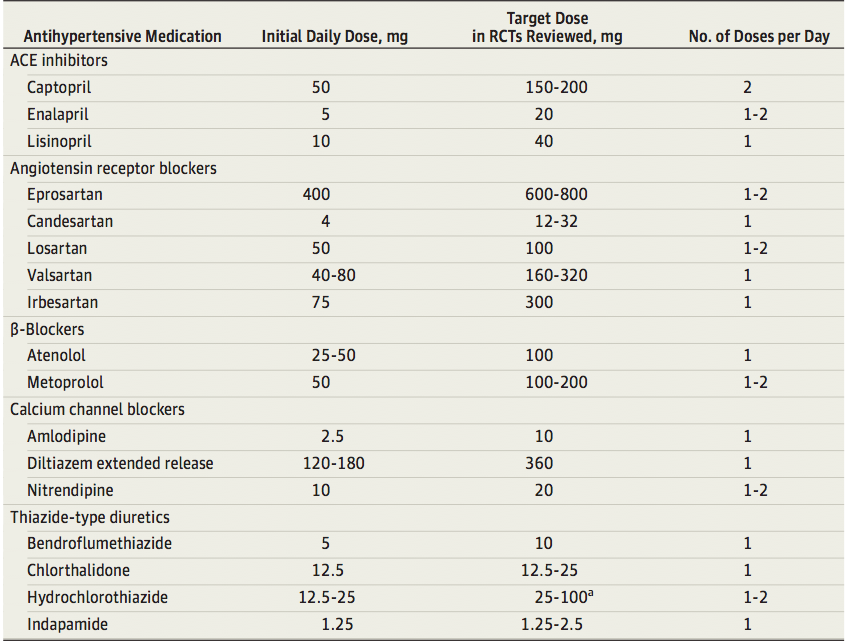 Antihypertensive Medication Initial Daily Dose, mg Target Dose in RCTs Reviewed, mg No. of Doses per Day
ACE inhibitors
Captopril 50 150-200 2
Enalapril 5 20 1-2
Lisinopril 10 40 1
Angiotensin receptor blockers
Eprosartan 400 600-800 1-2
Candesartan 4 12-32 1
Losartan 50 100 1-2
Valsartan 40-80 160-320 1
Irbesartan 75 300 1
β-Blockers
Atenolol 25-50 100 1
Metoprolol 50 100-200 1-2
Calcium channel blockers
Amlodipine 2.5 10 1
Diltiazem extended release 120-180 360 1
Nitrendipine 10 20 1-2
Thiazide-type diuretics
Bendroflumethiazide 5 10 1
Chlorthalidone 12.5 12.5-25 1
Hydrochlorothiazide 12.5-25 25-100a 1-2
Indapamide 1.25 1.25-2.5 1